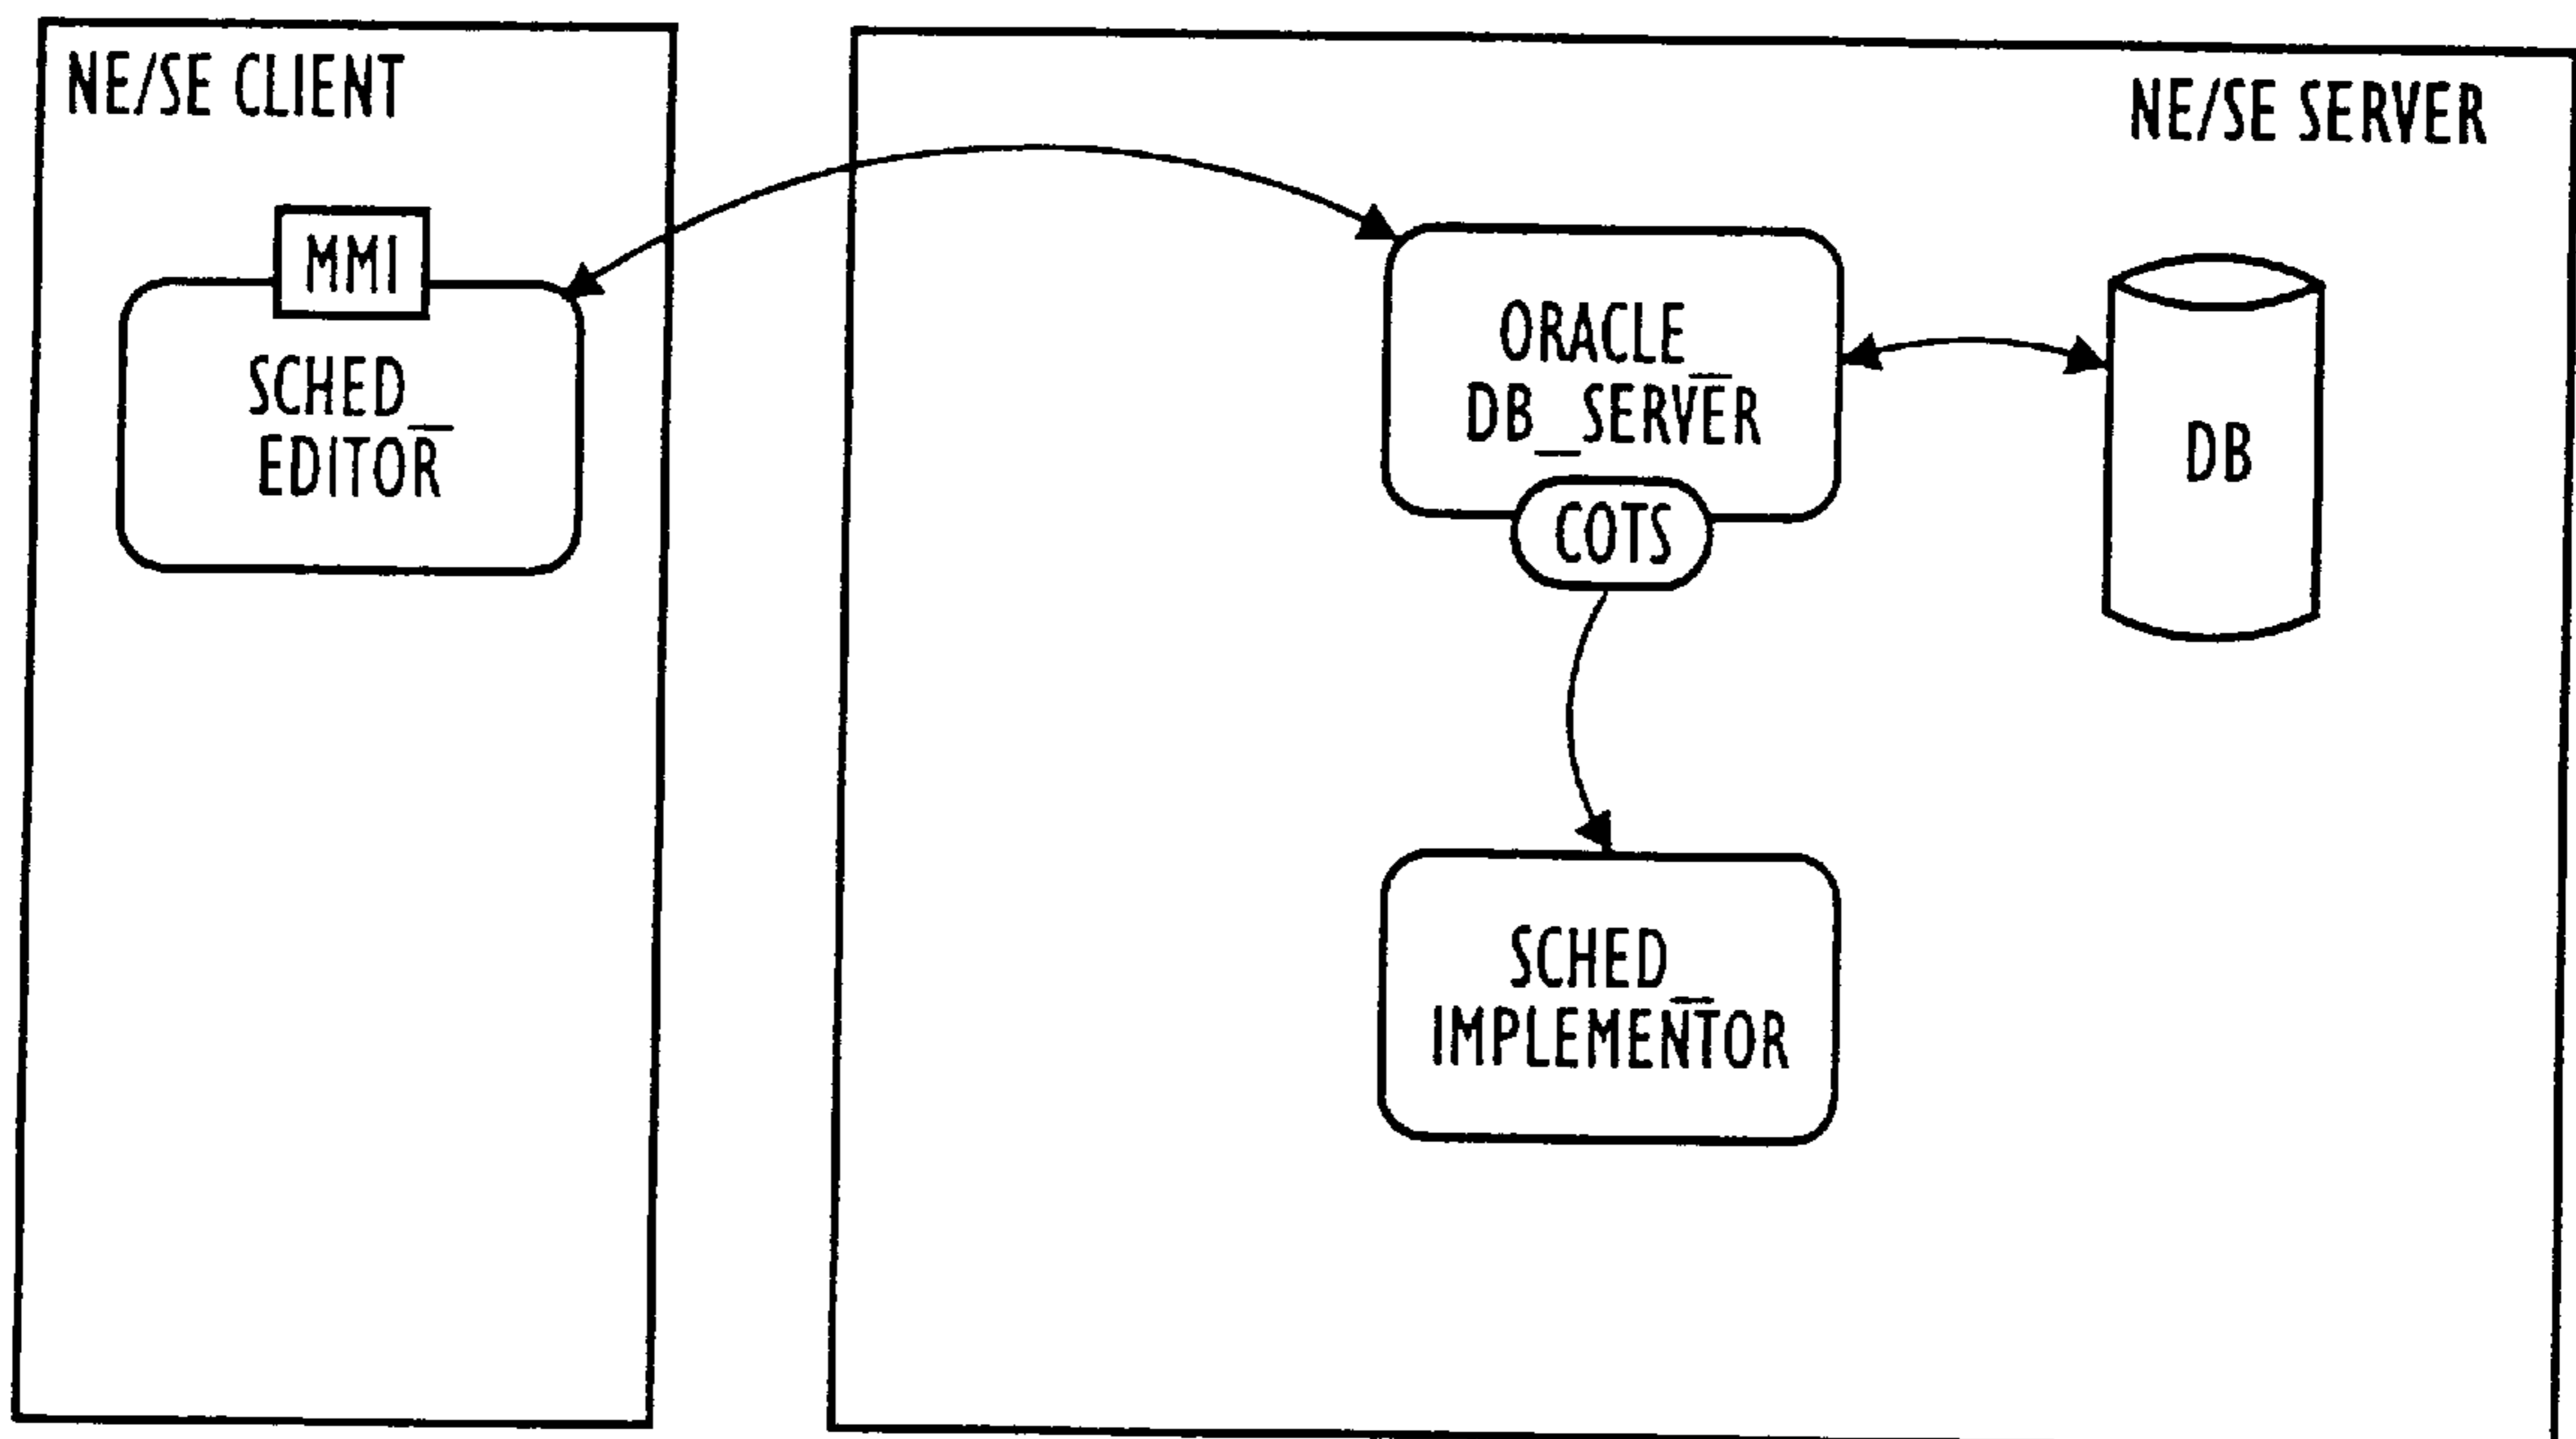 NE/SE CLIENT
MMI
SCHED_
EDITOR
NE/SE SERVER
ORACLE_
DB_SERVER
COTS
DB
SCHED_
IMPLEMENTOR